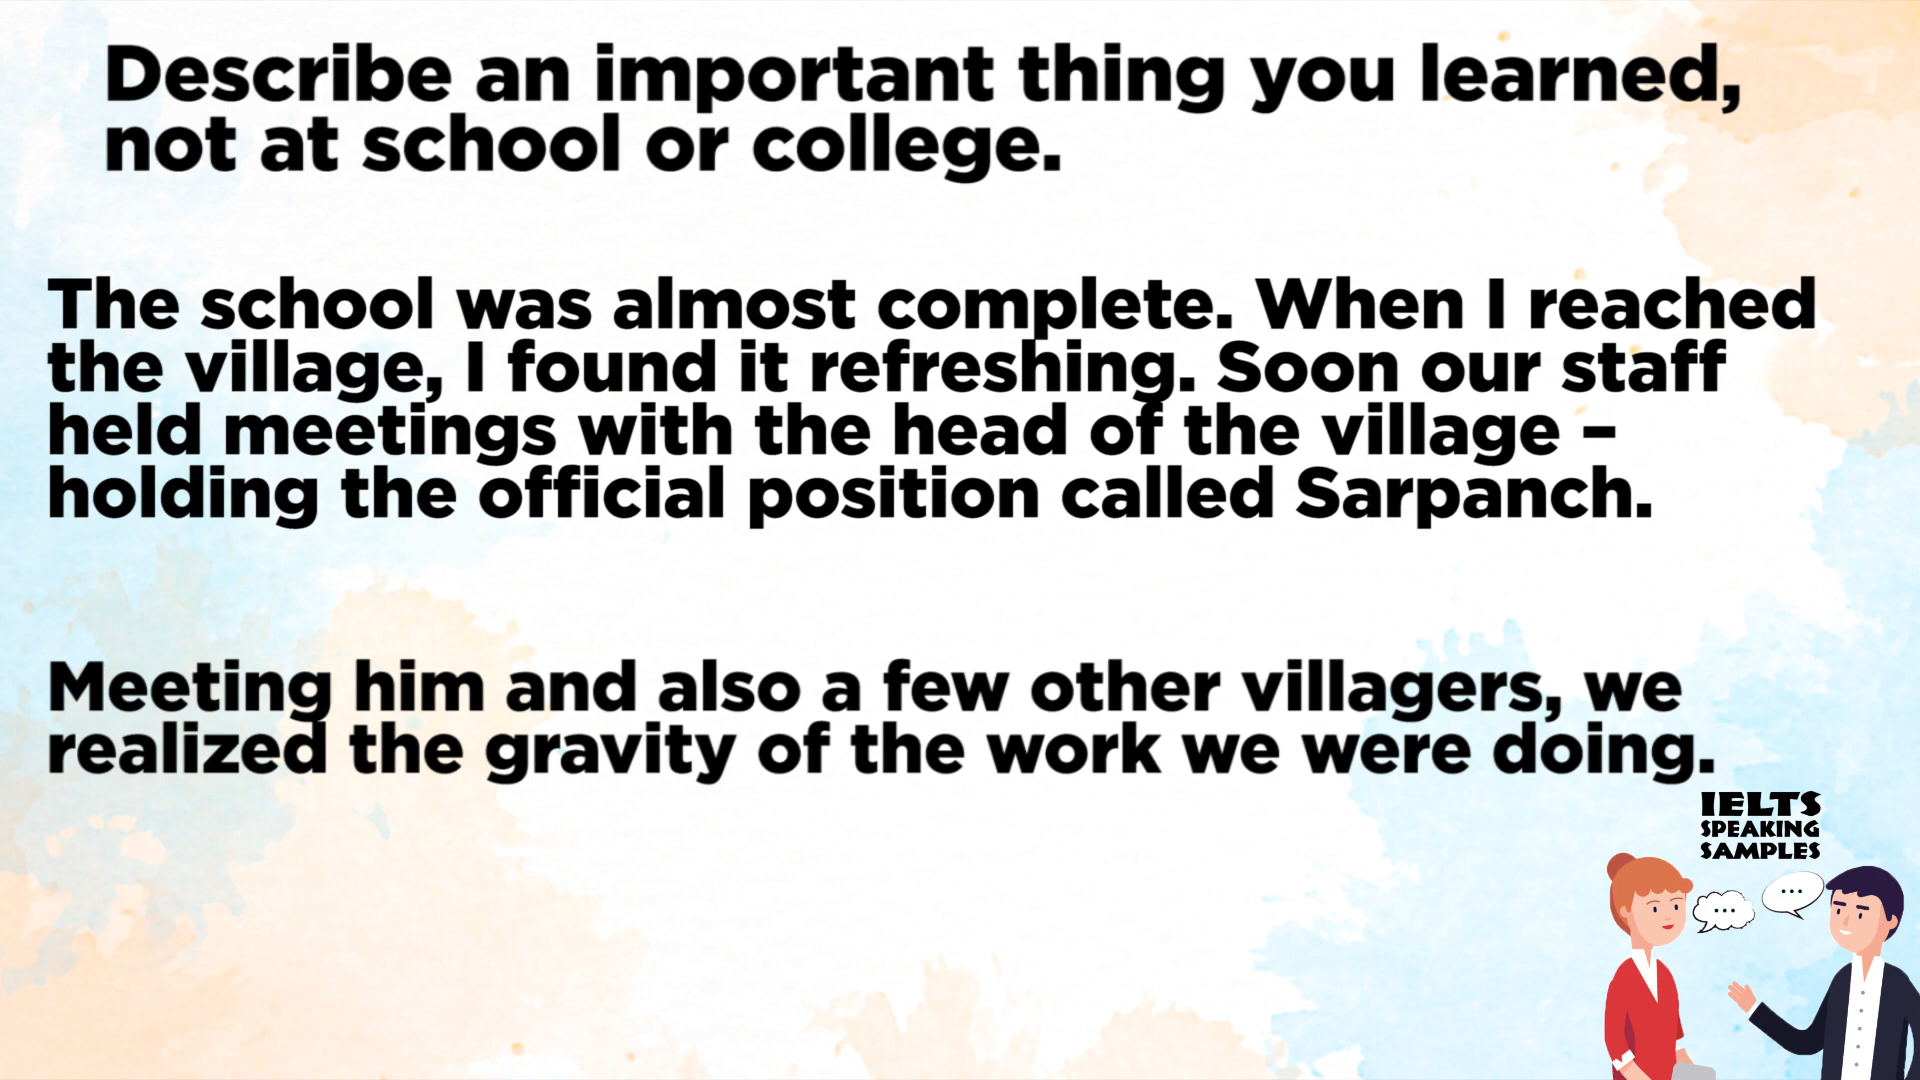 Describe an important thing you learned,
not at school or college.
The school was almost complete. When I reached
the village, I found it refreshing. Soon our staff
held meetings with the head of the village –
holding the official position called Sarpanch.
Meeting him and also a few other villagers, we
realized the gravity of the work we were doing.
IELTS
SPEAKING
SAMPLES